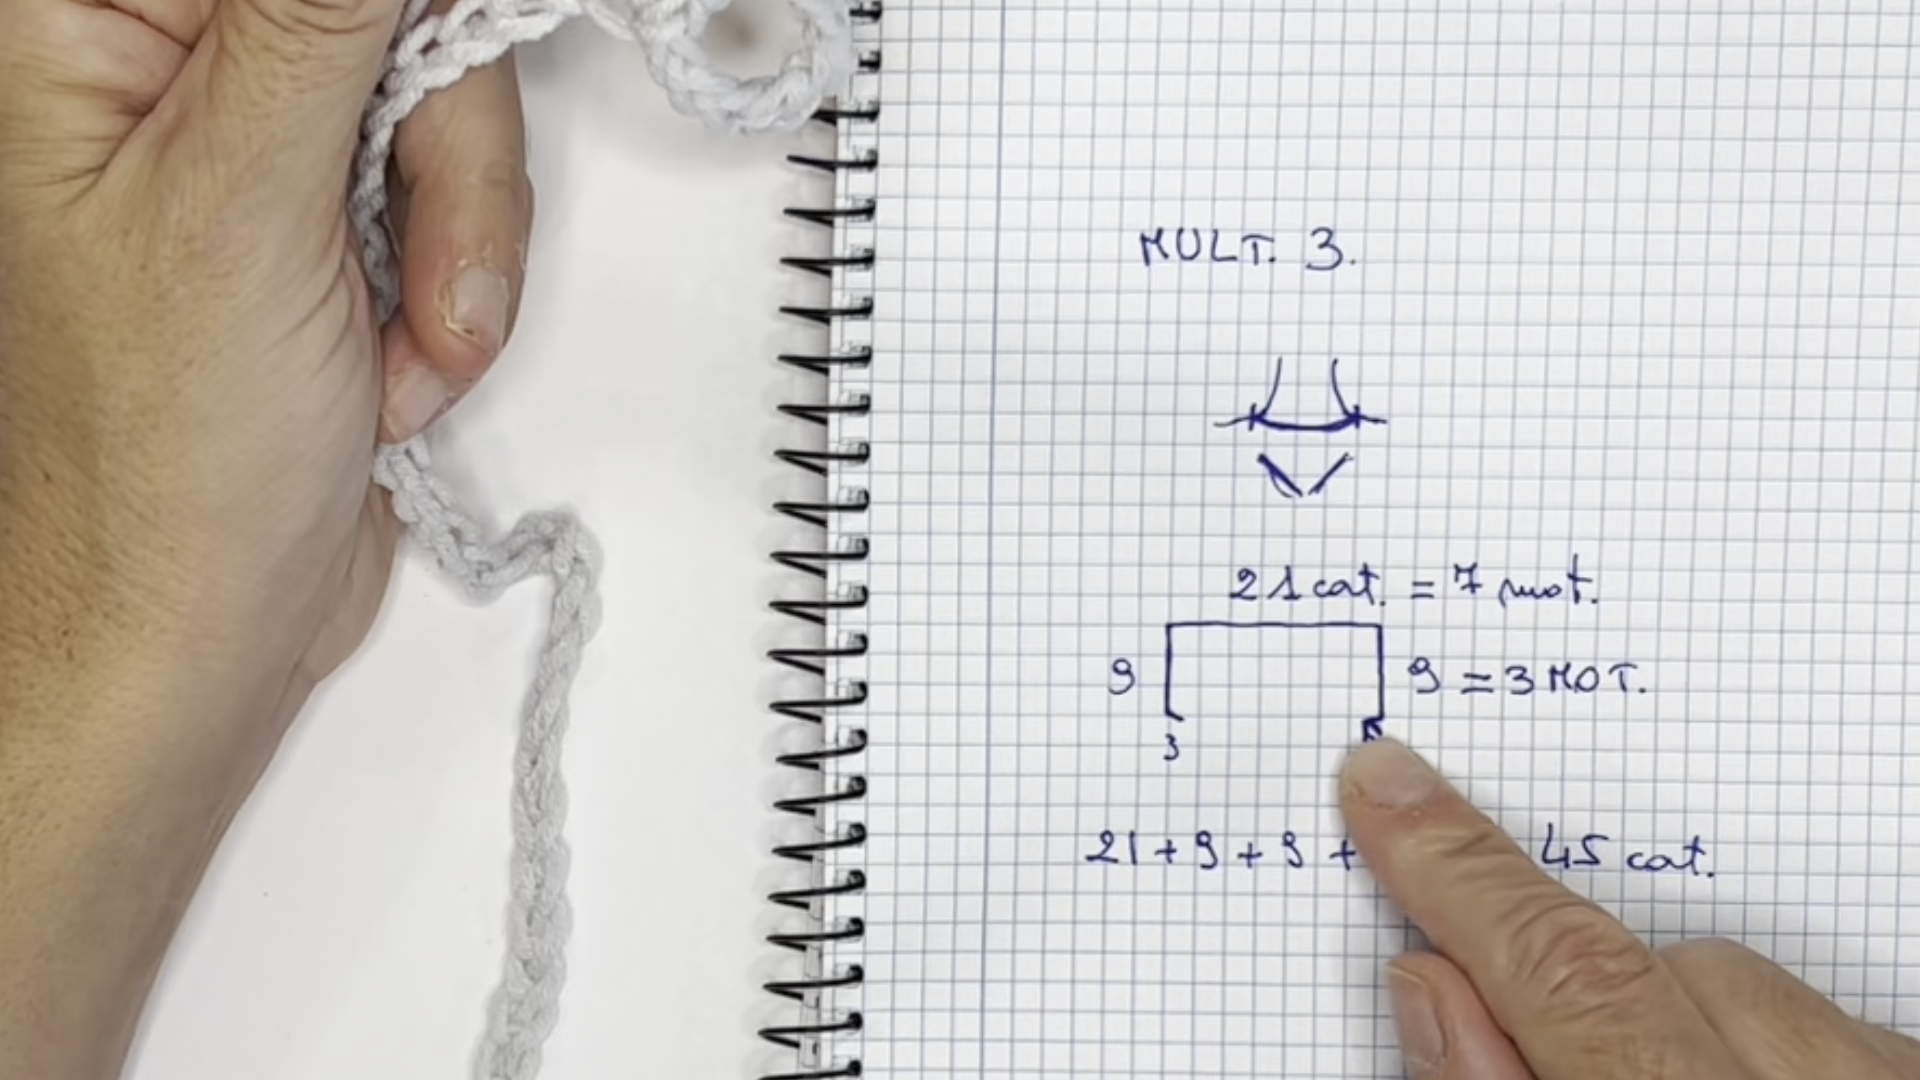 MULT. 3.
21 cat. = 7 mot.
9 9 = 3 MOT.
3
21 + 9 + 9 + 45 cat.